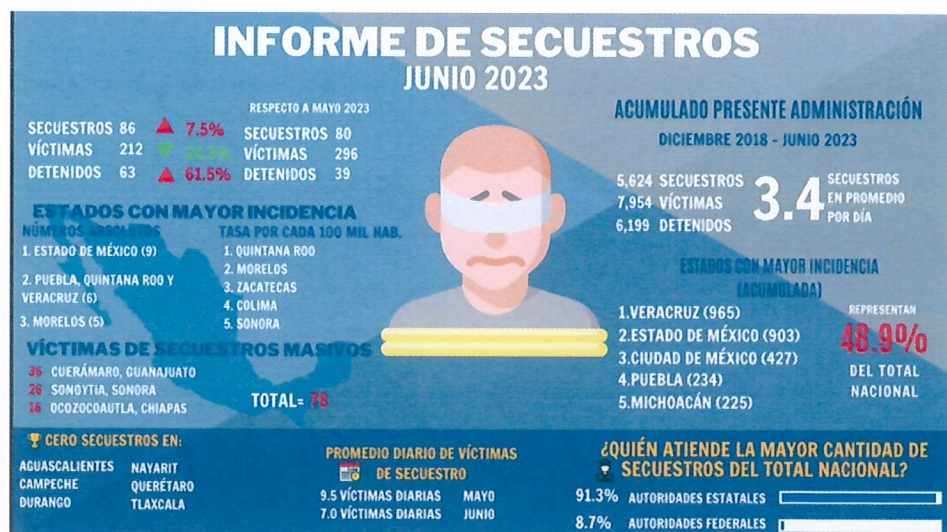 INFORME DE SECUESTROS
JUNIO 2023
RESPECTO A MAYO 2023
SECUESTROS 86 7.5% SECUESTROS 80
VÍCTIMAS 212 VÍCTIMAS 296
DETENIDOS 63 61.5% DETENIDOS 39
ESTADOS CON MAYOR INCIDENCIA
NÚMEROS ABSOLUTOS
1. ESTADO DE MÉXICO (9)
2. PUEBLA, QUINTANA ROO Y
VERACRUZ (6)
3. MORELOS (5)
TASA POR CADA 100 MIL HAB.
1. QUINTANA ROO
2. MORELOS
3. ZACATECAS
4. COLIMA
5. SONORA
VÍCTIMAS DE SECUESTROS MASIVOS
36 CUERÁMARO, GUANAJUATO
26 SONOYTIA, SONORA
16 OCOZOCOAUTLA, CHIAPAS
TOTAL= 78
ACUMULADO PRESENTE ADMINISTRACIÓN
DICIEMBRE 2018 - JUNIO 2023
5,624 SECUESTROS
7,954 VÍCTIMAS
6,199 DETENIDOS
3.4 SECUESTROS
EN PROMEDIO
POR DÍA
ESTADOS CON MAYOR INCIDENCIA
(ACUMULADA)
1.VERACRUZ (965)
2.ESTADO DE MÉXICO (903)
3.CIUDAD DE MÉXICO (427)
4.PUEBLA (234)
5.MICHOACÁN (225)
REPRESENTAN
48.9%
DEL TOTAL
NACIONAL
CERO SECUESTROS EN:
AGUASCALIENTES NAYARIT
CAMPECHE QUERÉTARO
DURANGO TLAXCALA
PROMEDIO DIARIO DE VÍCTIMAS
DE SECUESTRO
9.5 VÍCTIMAS DIARIAS MAYO
7.0 VÍCTIMAS DIARIAS JUNIO
¿QUIÉN ATIENDE LA MAYOR CANTIDAD DE
SECUESTROS DEL TOTAL NACIONAL?
91.3% AUTORIDADES ESTATALES
8.7% AUTORIDADES FEDERALES